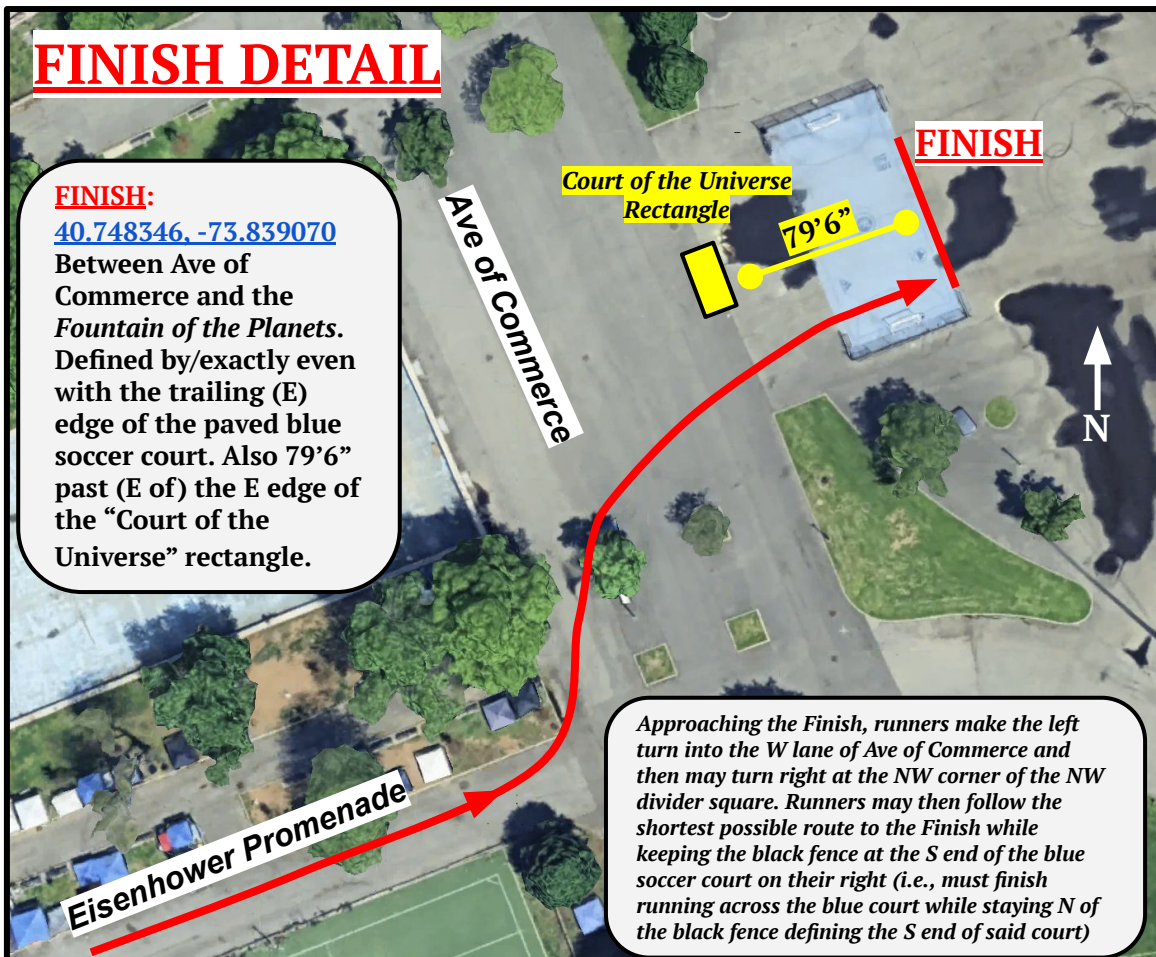 FINISH DETAIL
FINISH:
40.748346, -73.839070
Between Ave of
Commerce and the
Fountain of the Planets.
Defined by/exactly even
with the trailing (E)
edge of the paved blue
soccer court. Also 79’6”
past (E of) the E edge of
the “Court of the
Universe” rectangle.
Ave of Commerce
Court of the Universe
Rectangle
79’6”
FINISH
N
Eisenhower Promenade
Approaching the Finish, runners make the left
turn into the W lane of Ave of Commerce and
then may turn right at the NW corner of the NW
divider square. Runners may then follow the
shortest possible route to the Finish while
keeping the black fence at the S end of the blue
soccer court on their right (i.e., must finish
running across the blue court while staying N of
the black fence defining the S end of said court)